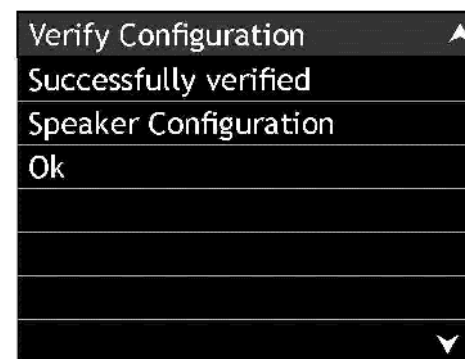 Verify Configuration
Successfully verified
Speaker Configuration
Ok